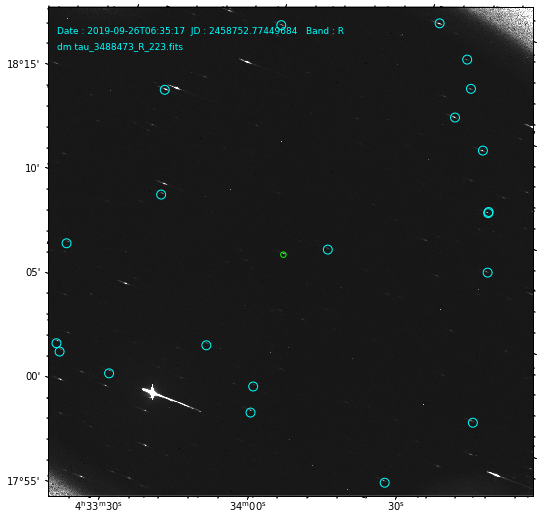 Date : 2019-09-26T06:35:17 JD : 2458752.77449684 Band : R
dm tau_3488473_R_223.fits
18°15'
10'
05'
00'
17°55'
4ʰ33ᵐ30ˢ
34ᵐ00ˢ
30ˢ